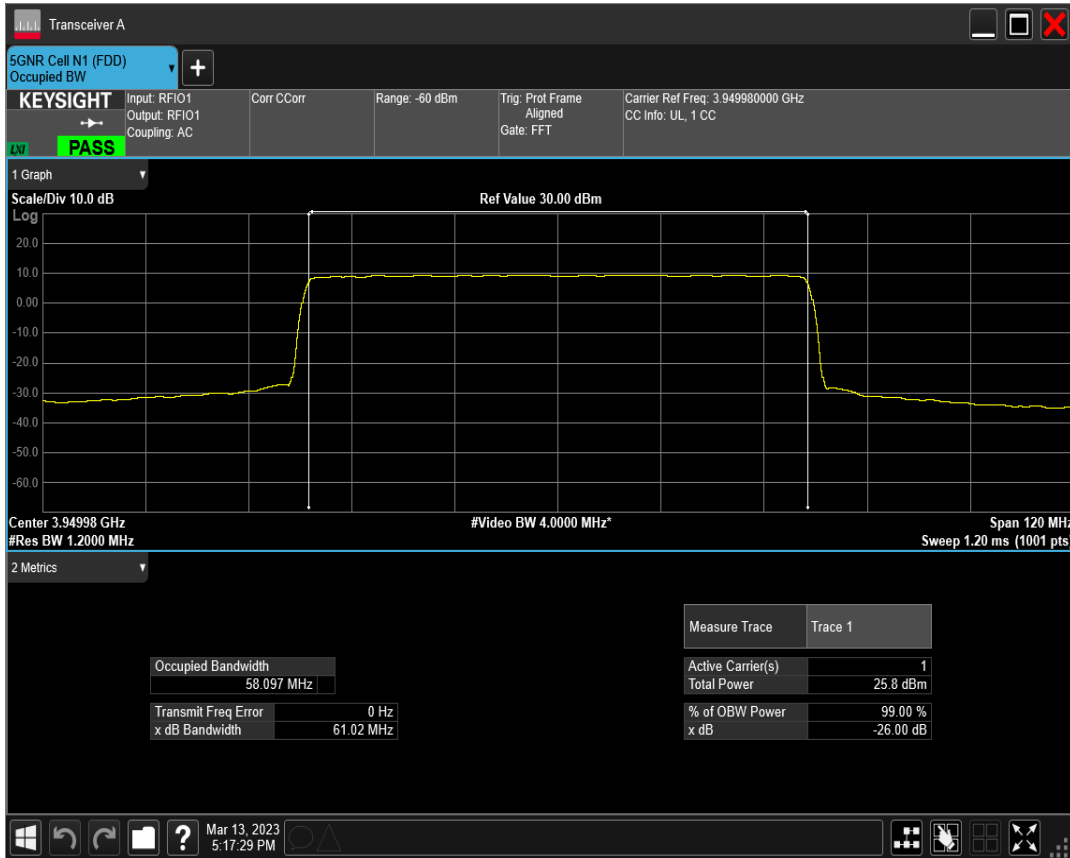 Transceiver A
5GNR Cell N1 (FDD)
Occupied BW
+
KEYSIGHT
LXI
PASS
Input: RFIO1
Output: RFIO1
Coupling: AC
Corr CCorr
Range: -60 dBm
Trig: Prot Frame
Aligned
Gate: FFT
Carrier Ref Freq: 3.949980000 GHz
CC Info: UL, 1 CC
1 Graph
Scale/Div 10.0 dB
Ref Value 30.00 dBm
Log
20.0
10.0
0.00
-10.0
-20.0
-30.0
-40.0
-50.0
-60.0
Center 3.94998 GHz
#Video BW 4.0000 MHz*
Span 120 MHz
#Res BW 1.2000 MHz
Sweep 1.20 ms (1001 pts)
2 Metrics
Measure Trace Trace 1
Occupied Bandwidth
58.097 MHz
Active Carrier(s) 1
Total Power 25.8 dBm
Transmit Freq Error 0 Hz
x dB Bandwidth 61.02 MHz
% of OBW Power 99.00 %
x dB -26.00 dB
?
Mar 13, 2023
5:17:29 PM